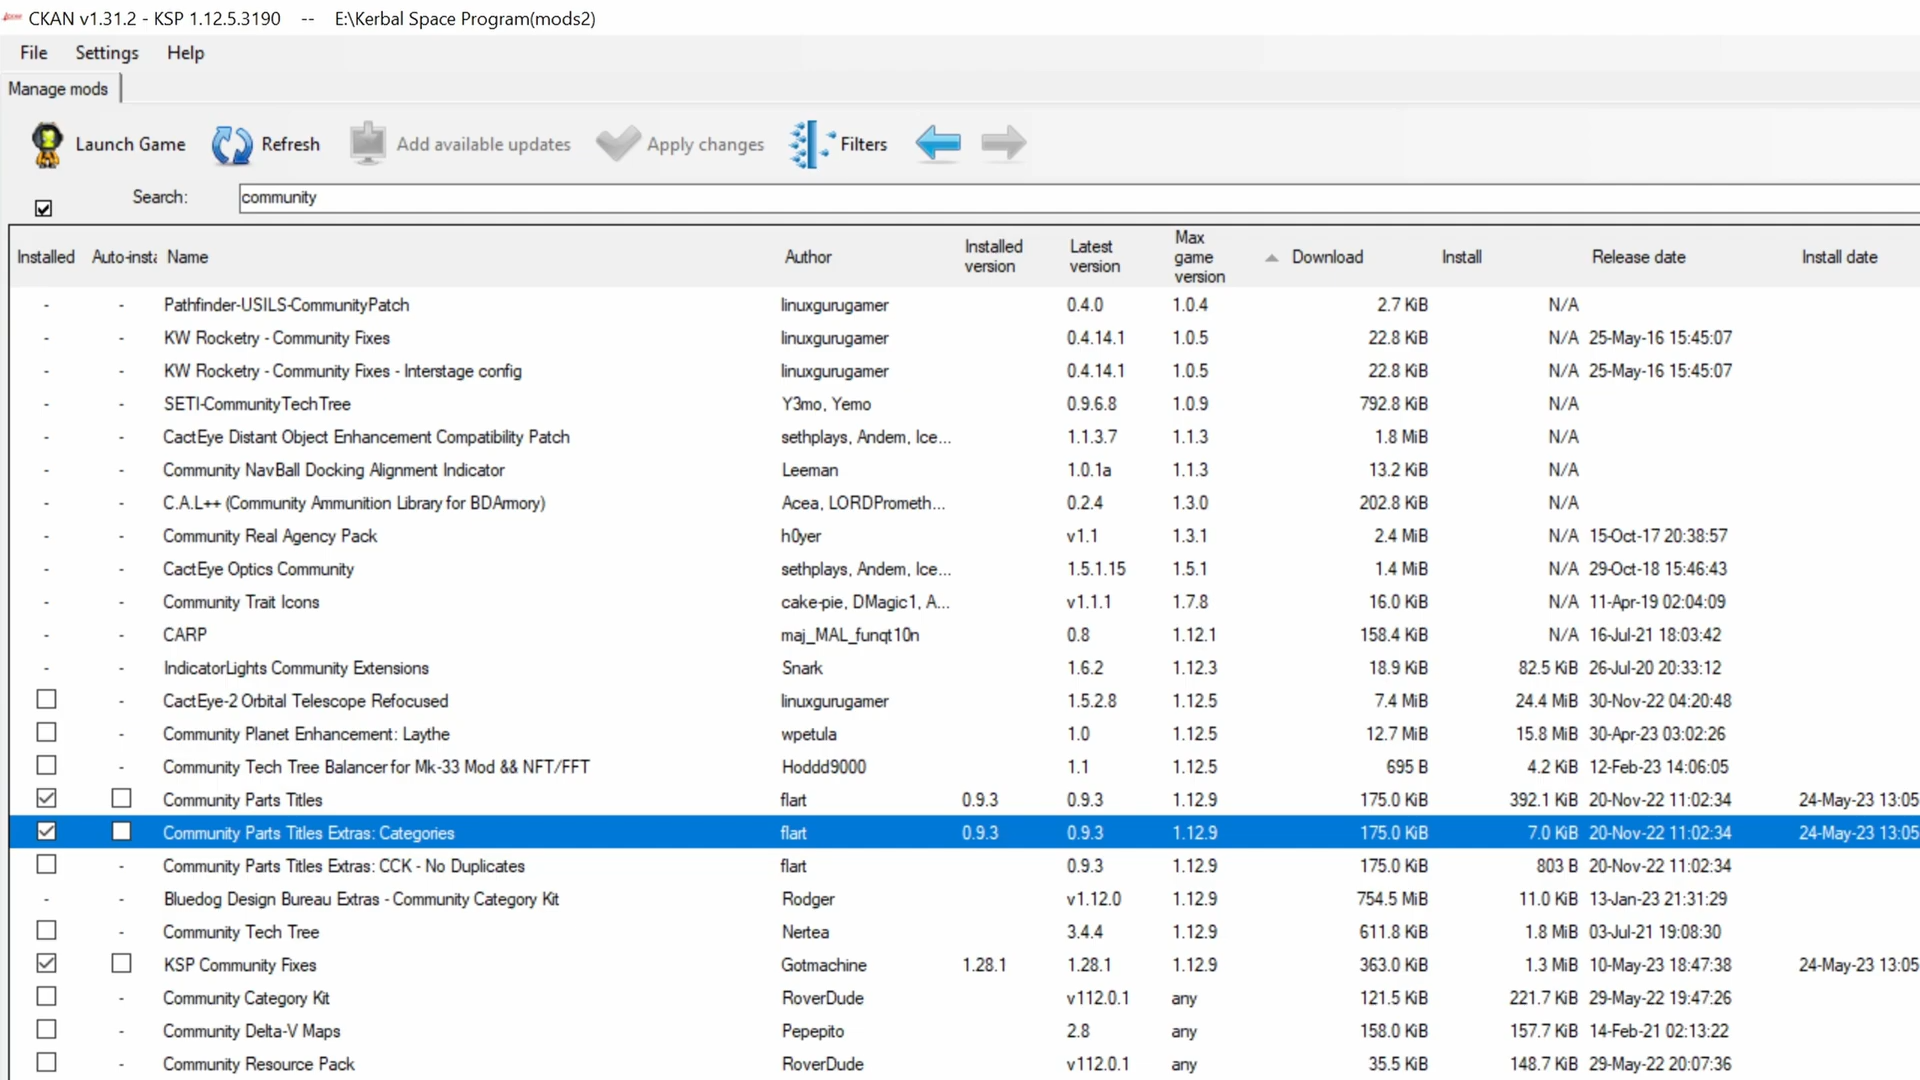 CKAN v1.31.2 - KSP 1.12.5.3190 -- E:\Kerbal Space Program(mods2)
File Settings Help
Manage mods
Launch Game Refresh Add available updates Apply changes Filters
Search: community
Installed Auto-insta Name Author Installed version Latest version Max game version Download Install Release date Install date
- - Pathfinder-USILS-CommunityPatch linuxgurugamer 0.4.0 1.0.4 2.7 KiB N/A
- - KW Rocketry - Community Fixes linuxgurugamer 0.4.14.1 1.0.5 22.8 KiB N/A 25-May-16 15:45:07
- - KW Rocketry - Community Fixes - Interstage config linuxgurugamer 0.4.14.1 1.0.5 22.8 KiB N/A 25-May-16 15:45:07
- - SETI-CommunityTechTree Y3mo, Yemo 0.9.6.8 1.0.9 792.8 KiB N/A
- - CactEye Distant Object Enhancement Compatibility Patch sethplays, Andem, Ice... 1.1.3.7 1.1.3 1.8 MiB N/A
- - Community NavBall Docking Alignment Indicator Leeman 1.0.1a 1.1.3 13.2 KiB N/A
- - C.A.L++ (Community Ammunition Library for BDArmory) Acea, LORDPrometh... 0.2.4 1.3.0 202.8 KiB N/A
- - Community Real Agency Pack h0yer v1.1 1.3.1 2.4 MiB N/A 15-Oct-17 20:38:57
- - CactEye Optics Community sethplays, Andem, Ice... 1.5.1.15 1.5.1 1.4 MiB N/A 29-Oct-18 15:46:43
- - Community Trait Icons cake-pie, DMagic1, A... v1.1.1 1.7.8 16.0 KiB N/A 11-Apr-19 02:04:09
- - CARP maj_MAL_funqt10n 0.8 1.12.1 158.4 KiB N/A 16-Jul-21 18:03:42
- - IndicatorLights Community Extensions Snark 1.6.2 1.12.3 18.9 KiB 82.5 KiB 26-Jul-20 20:33:12
- CactEye-2 Orbital Telescope Refocused linuxgurugamer 1.5.2.8 1.12.5 7.4 MiB 24.4 MiB 30-Nov-22 04:20:48
- Community Planet Enhancement: Laythe wpetula 1.0 1.12.5 12.7 MiB 15.8 MiB 30-Apr-23 03:02:26
- Community Tech Tree Balancer for Mk-33 Mod && NFT/FFT Hoddd9000 1.1 1.12.5 695 B 4.2 KiB 12-Feb-23 14:06:05
Community Parts Titles flart 0.9.3 0.9.3 1.12.9 175.0 KiB 392.1 KiB 20-Nov-22 11:02:34 24-May-23 13:05
Community Parts Titles Extras: Categories flart 0.9.3 0.9.3 1.12.9 175.0 KiB 7.0 KiB 20-Nov-22 11:02:34 24-May-23 13:05
- Community Parts Titles Extras: CCK - No Duplicates flart 0.9.3 1.12.9 175.0 KiB 803 B 20-Nov-22 11:02:34
- - Bluedog Design Bureau Extras - Community Category Kit Rodger v1.12.0 1.12.9 754.5 MiB 11.0 KiB 13-Jan-23 21:31:29
- Community Tech Tree Nertea 3.4.4 1.12.9 611.8 KiB 1.8 MiB 03-Jul-21 19:08:30
KSP Community Fixes Gotmachine 1.28.1 1.28.1 1.12.9 363.0 KiB 1.3 MiB 10-May-23 18:47:38 24-May-23 13:05
- Community Category Kit RoverDude v112.0.1 any 121.5 KiB 221.7 KiB 29-May-22 19:47:26
- Community Delta-V Maps Pepepito 2.8 any 158.0 KiB 157.7 KiB 14-Feb-21 02:13:22
- Community Resource Pack RoverDude v112.0.1 any 35.5 KiB 148.7 KiB 29-May-22 20:07:36